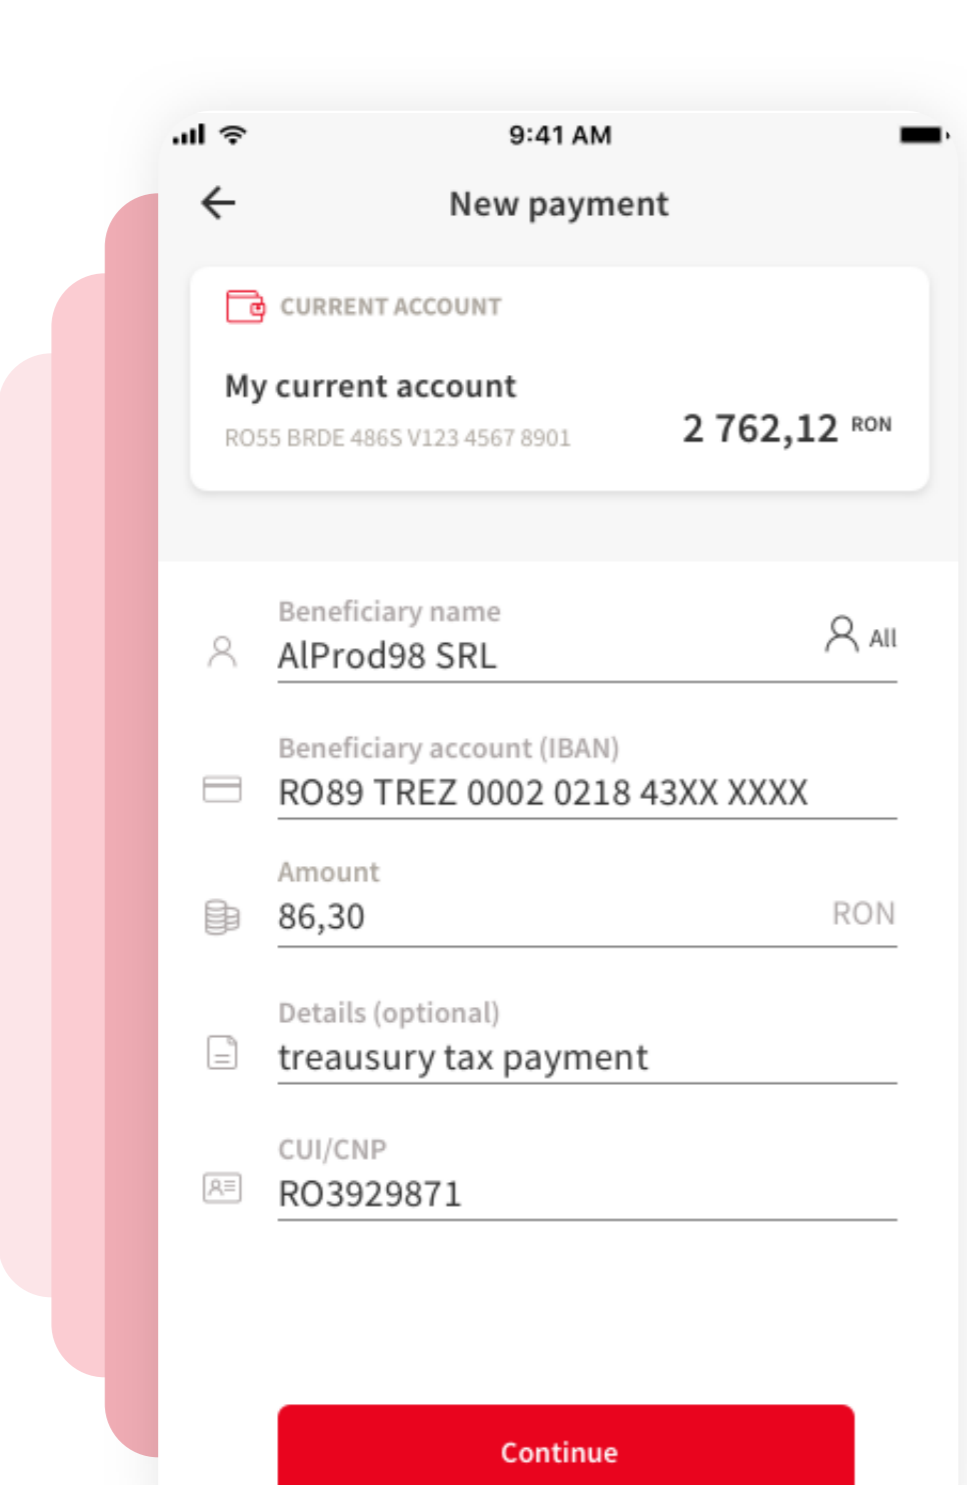 9:41 AM
New payment
CURRENT ACCOUNT
My current account
RO55 BRDE 486S V123 4567 8901
2 762,12 RON
Beneficiary name
AlProd98 SRL
All
Beneficiary account (IBAN)
RO89 TREZ 0002 0218 43XX XXXX
Amount
86,30
RON
Details (optional)
treausury tax payment
CUI/CNP
RO3929871
Continue